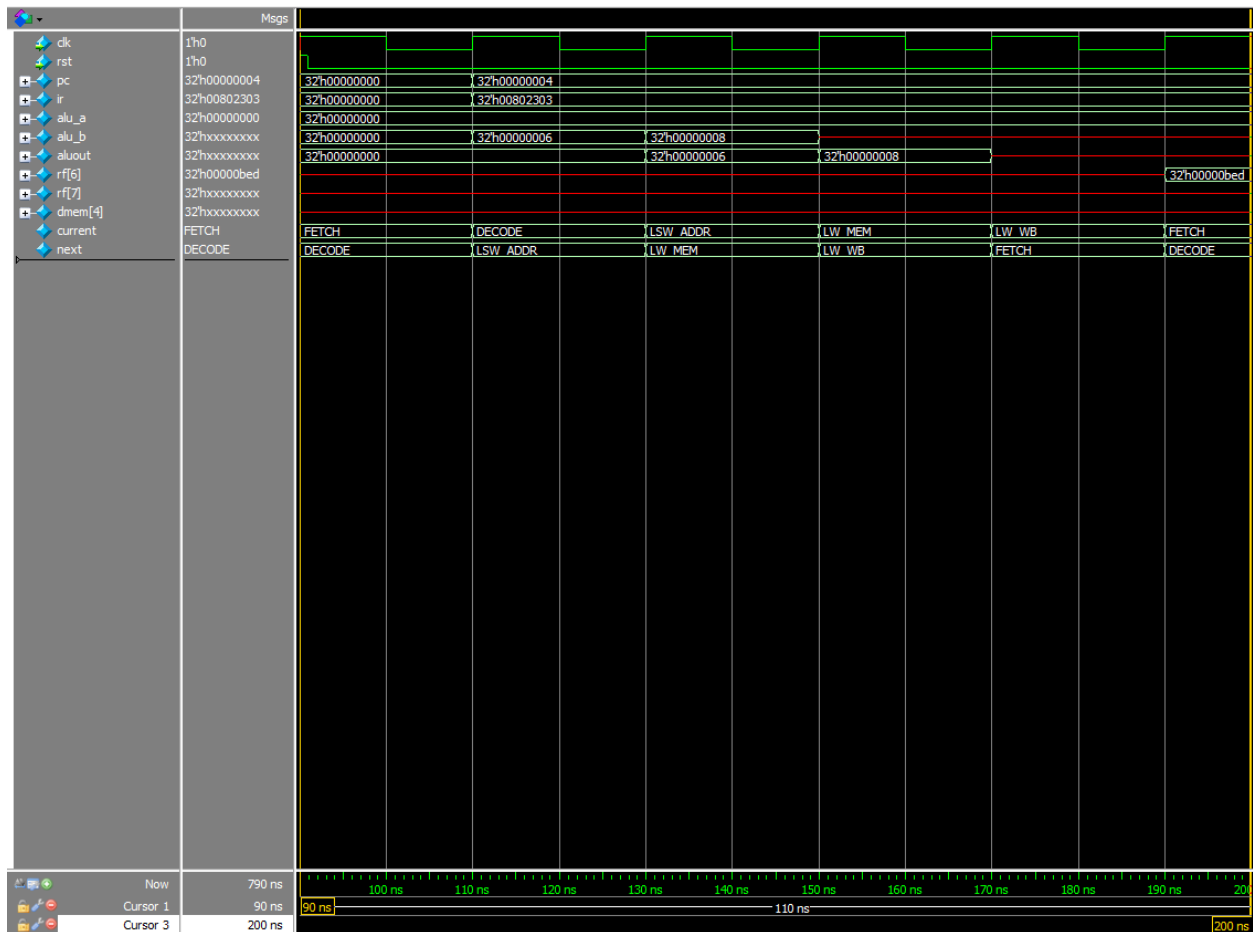 Msgs
clk 1'h0
rst 1'h0
pc 32'h00000004 32'h00000000 32'h00000004
ir 32'h00802303 32'h00000000 32'h00802303
alu_a 32'h00000000 32'h00000000
alu_b 32'hxxxxxxxx 32'h00000000 32'h00000006 32'h00000008
aluout 32'hxxxxxxxx 32'h00000000 32'h00000006 32'h00000008
rf[6] 32'h00000bed 32'h00000bed
rf[7] 32'hxxxxxxxx
dmem[4] 32'hxxxxxxxx
current FETCH FETCH DECODE LSW_ADDR LW_MEM LW_WB FETCH
next DECODE DECODE LSW_ADDR LW_MEM LW_WB FETCH DECODE
Now 790 ns 100 ns 110 ns 120 ns 130 ns 140 ns 150 ns 160 ns 170 ns 180 ns 190 ns 200
Cursor 1 90 ns 90 ns 110 ns
Cursor 3 200 ns 200 ns